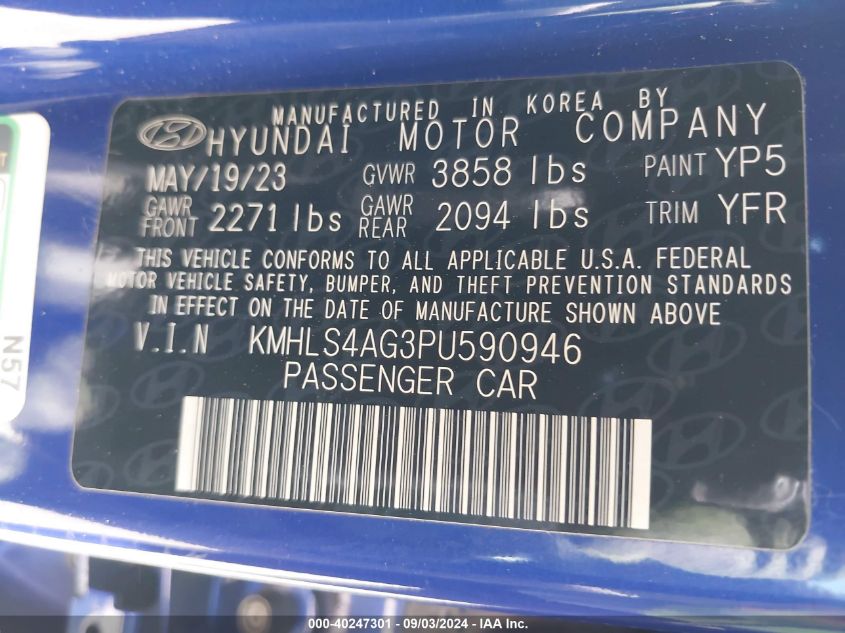 MANUFACTURED IN KOREA BY
HYUNDAI MOTOR COMPANY
MAY/19/23 GVWR 3858 lbs PAINT YP5
GAWR FRONT 2271 lbs GAWR REAR 2094 lbs TRIM YFR
THIS VEHICLE CONFORMS TO ALL APPLICABLE U.S.A. FEDERAL
MOTOR VEHICLE SAFETY, BUMPER, AND THEFT PREVENTION STANDARDS
IN EFFECT ON THE DATE OF MANUFACTURE SHOWN ABOVE
V.I.N KMHLS4AG3PU590946
PASSENGER CAR
N57
000-40247301 - 09/03/2024 - IAA Inc.